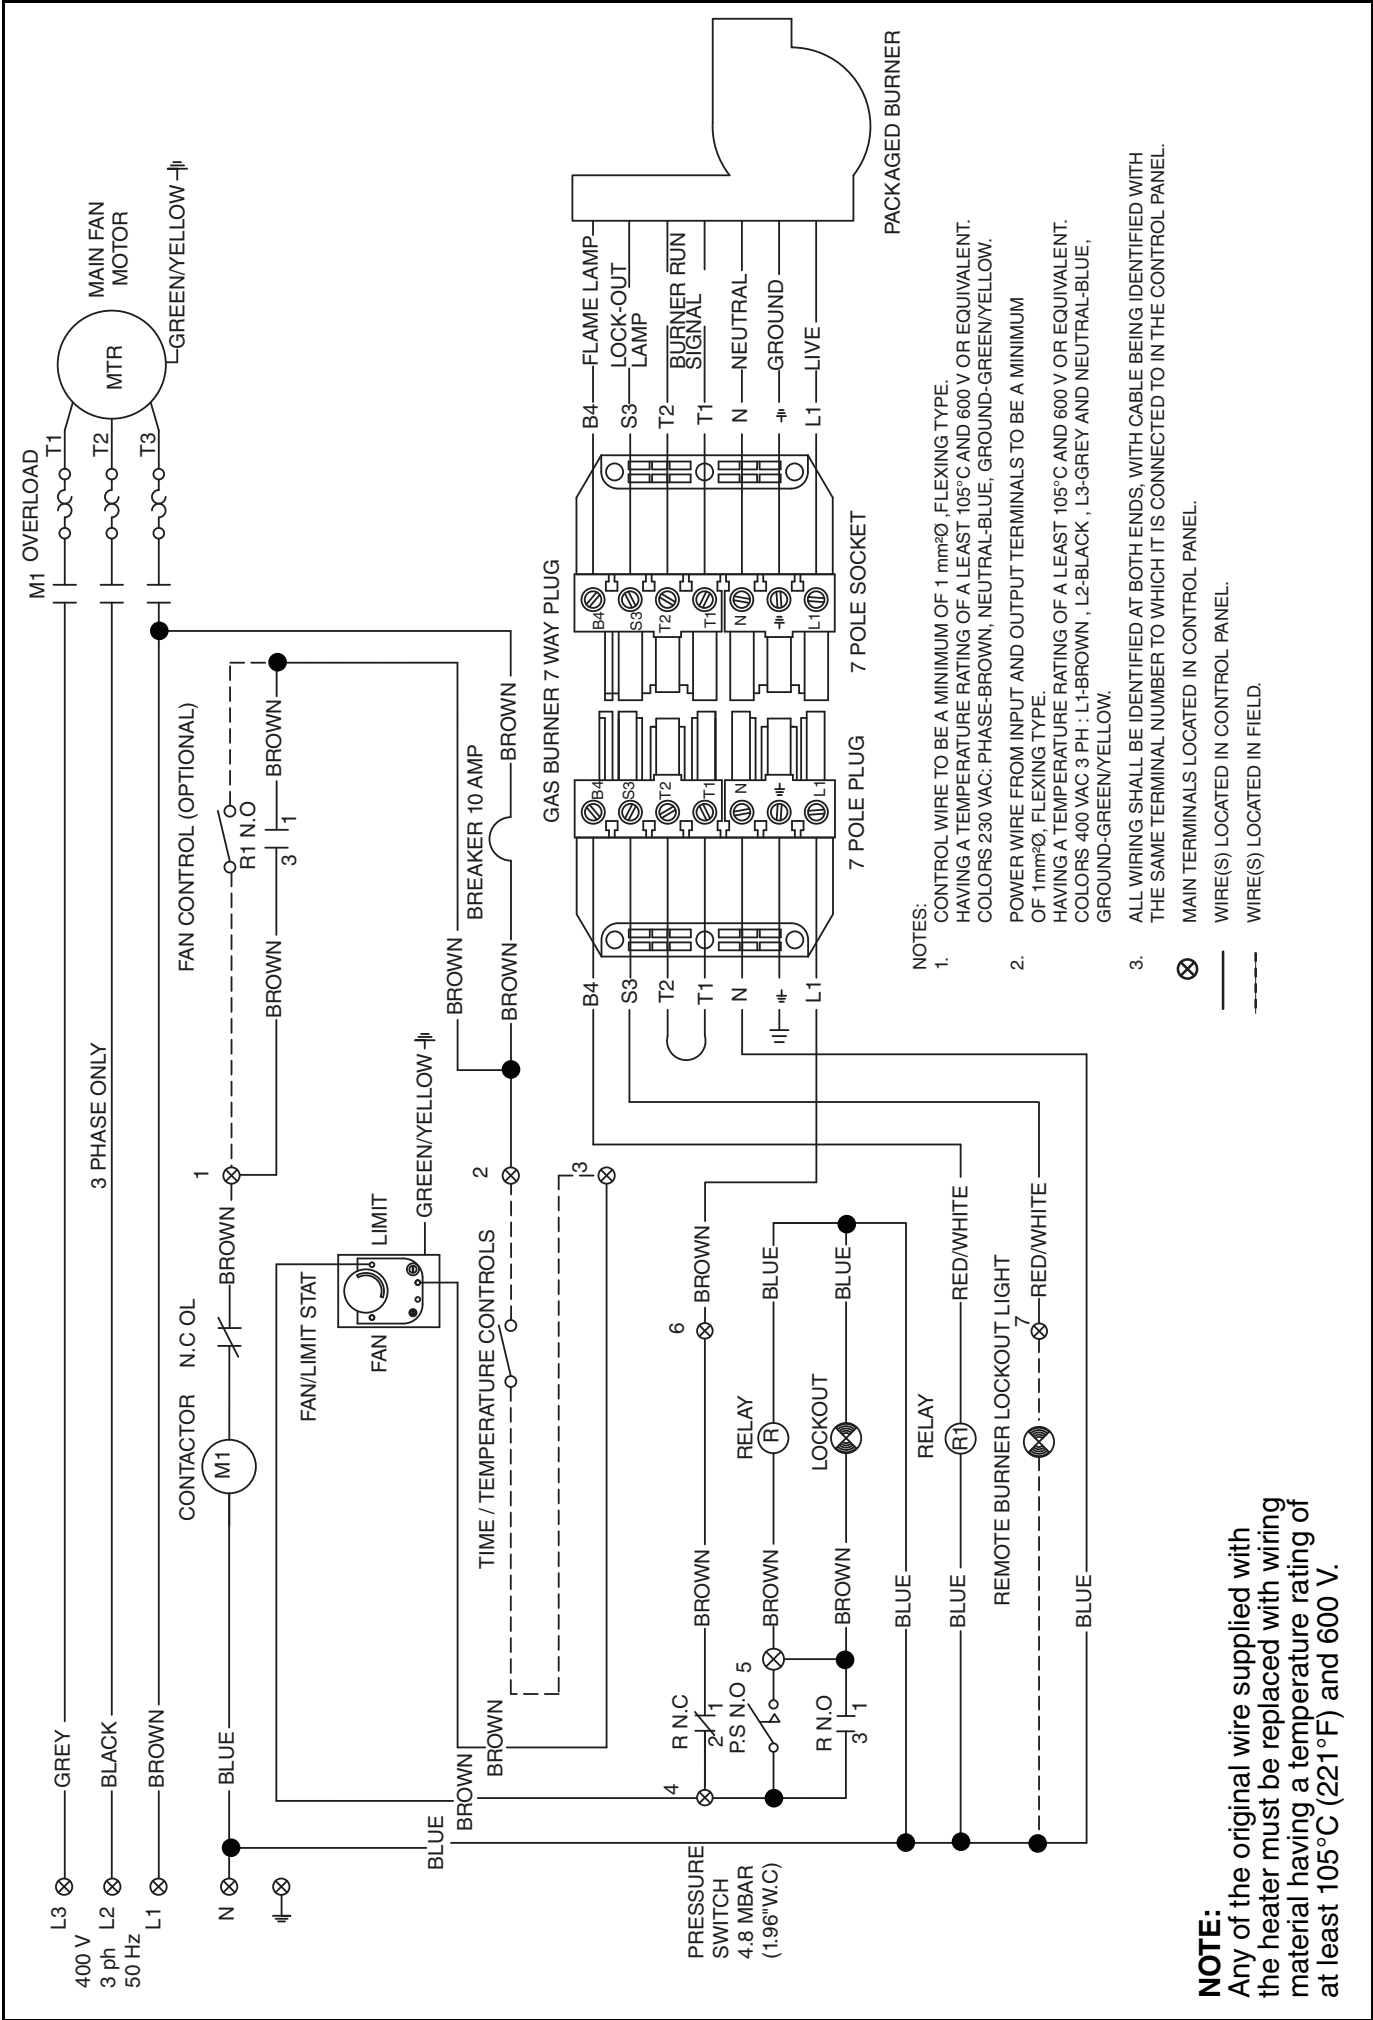 L3
400 V
L2
3 ph
50 Hz
L1
GREY
BLACK
BROWN
3 PHASE ONLY
M1 OVERLOAD
T1
T2
T3
MTR
MAIN FAN
MOTOR
GREEN/YELLOW
N
BLUE
CONTACTOR
M1
N.C OL
BROWN
1
FAN CONTROL (OPTIONAL)
BROWN
R1 N.O
3
1
BROWN
FAN/LIMIT STAT
FAN
LIMIT
GREEN/YELLOW
BROWN
BREAKER 10 AMP
BROWN
BROWN
TIME / TEMPERATURE CONTROLS
2
3
BLUE
BROWN
BROWN
GAS BURNER 7 WAY PLUG
B4
S3
T2
T1
N
L1
B4
S3
T2
T1
N
L1
7 POLE PLUG
B4
S3
T2
T1
N
L1
7 POLE SOCKET
B4
S3
T2
T1
N
L1
FLAME LAMP
LOCK-OUT
LAMP
BURNER RUN
SIGNAL
NEUTRAL
GROUND
LIVE
PACKAGED BURNER
PRESSURE
SWITCH
4.8 MBAR
(1.96"W.C)
4
R N.C
2
1
BROWN
6
BROWN
P.S N.O
5
BROWN
RELAY
R
BLUE
R N.O
3
1
BROWN
LOCKOUT
BLUE
BLUE
BLUE
RELAY
R1
RED/WHITE
REMOTE BURNER LOCKOUT LIGHT
7
RED/WHITE
BLUE
NOTES:
1. CONTROL WIRE TO BE A MINIMUM OF 1 mm²Ø ,FLEXING TYPE.
HAVING A TEMPERATURE RATING OF A LEAST 105°C AND 600 V OR EQUIVALENT.
COLORS 230 VAC: PHASE-BROWN, NEUTRAL-BLUE, GROUND-GREEN/YELLOW.
2. POWER WIRE FROM INPUT AND OUTPUT TERMINALS TO BE A MINIMUM
OF 1mm²Ø, FLEXING TYPE.
HAVING A TEMPERATURE RATING OF A LEAST 105°C AND 600 V OR EQUIVALENT.
COLORS 400 VAC 3 PH : L1-BROWN , L2-BLACK , L3-GREY AND NEUTRAL-BLUE,
GROUND-GREEN/YELLOW.
3. ALL WIRING SHALL BE IDENTIFIED AT BOTH ENDS, WITH CABLE BEING IDENTIFIED WITH
THE SAME TERMINAL NUMBER TO WHICH IT IS CONNECTED TO IN THE CONTROL PANEL.
MAIN TERMINALS LOCATED IN CONTROL PANEL.
WIRE(S) LOCATED IN CONTROL PANEL.
WIRE(S) LOCATED IN FIELD.
NOTE:
Any of the original wire supplied with
the heater must be replaced with wiring
material having a temperature rating of
at least 105°C (221°F) and 600 V.